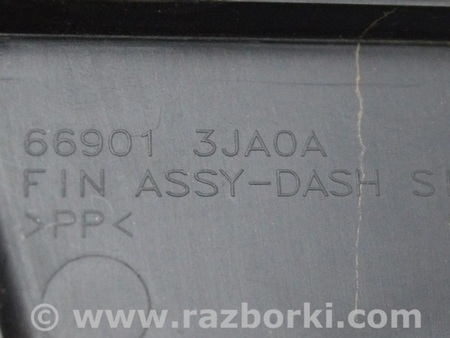 66901 3JA0A
FIN ASSY-DASH
>PP<
© www.razborki.com